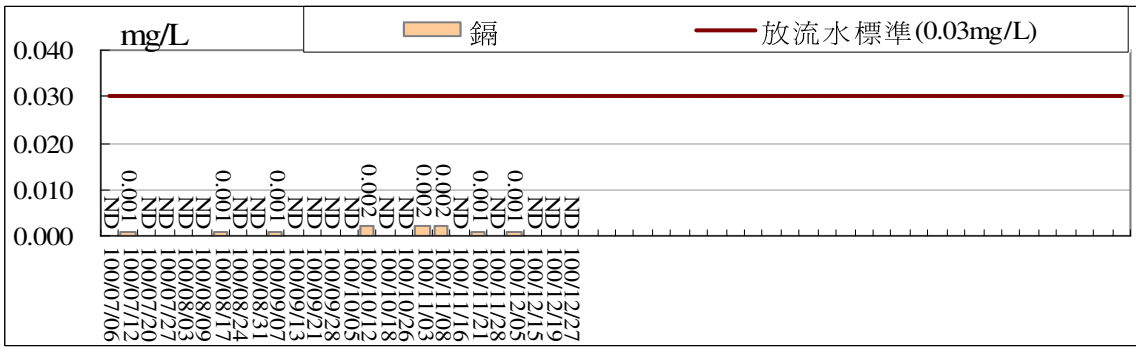 mg/L
鎘
放流水標準(0.03mg/L)
0.040
0.030
0.020
0.010
0.000
ND
0.001
ND
ND
ND
ND
0.001
ND
ND
0.001
ND
ND
ND
ND
0.002
ND
ND
0.002
0.002
ND
0.001
ND
0.001
ND
ND
ND
100/07/06
100/07/12
100/07/20
100/07/27
100/08/03
100/08/09
100/08/17
100/08/24
100/08/31
100/09/07
100/09/13
100/09/21
100/09/28
100/10/05
100/10/12
100/10/18
100/10/26
100/11/03
100/11/08
100/11/16
100/11/21
100/11/28
100/12/05
100/12/15
100/12/19
100/12/27